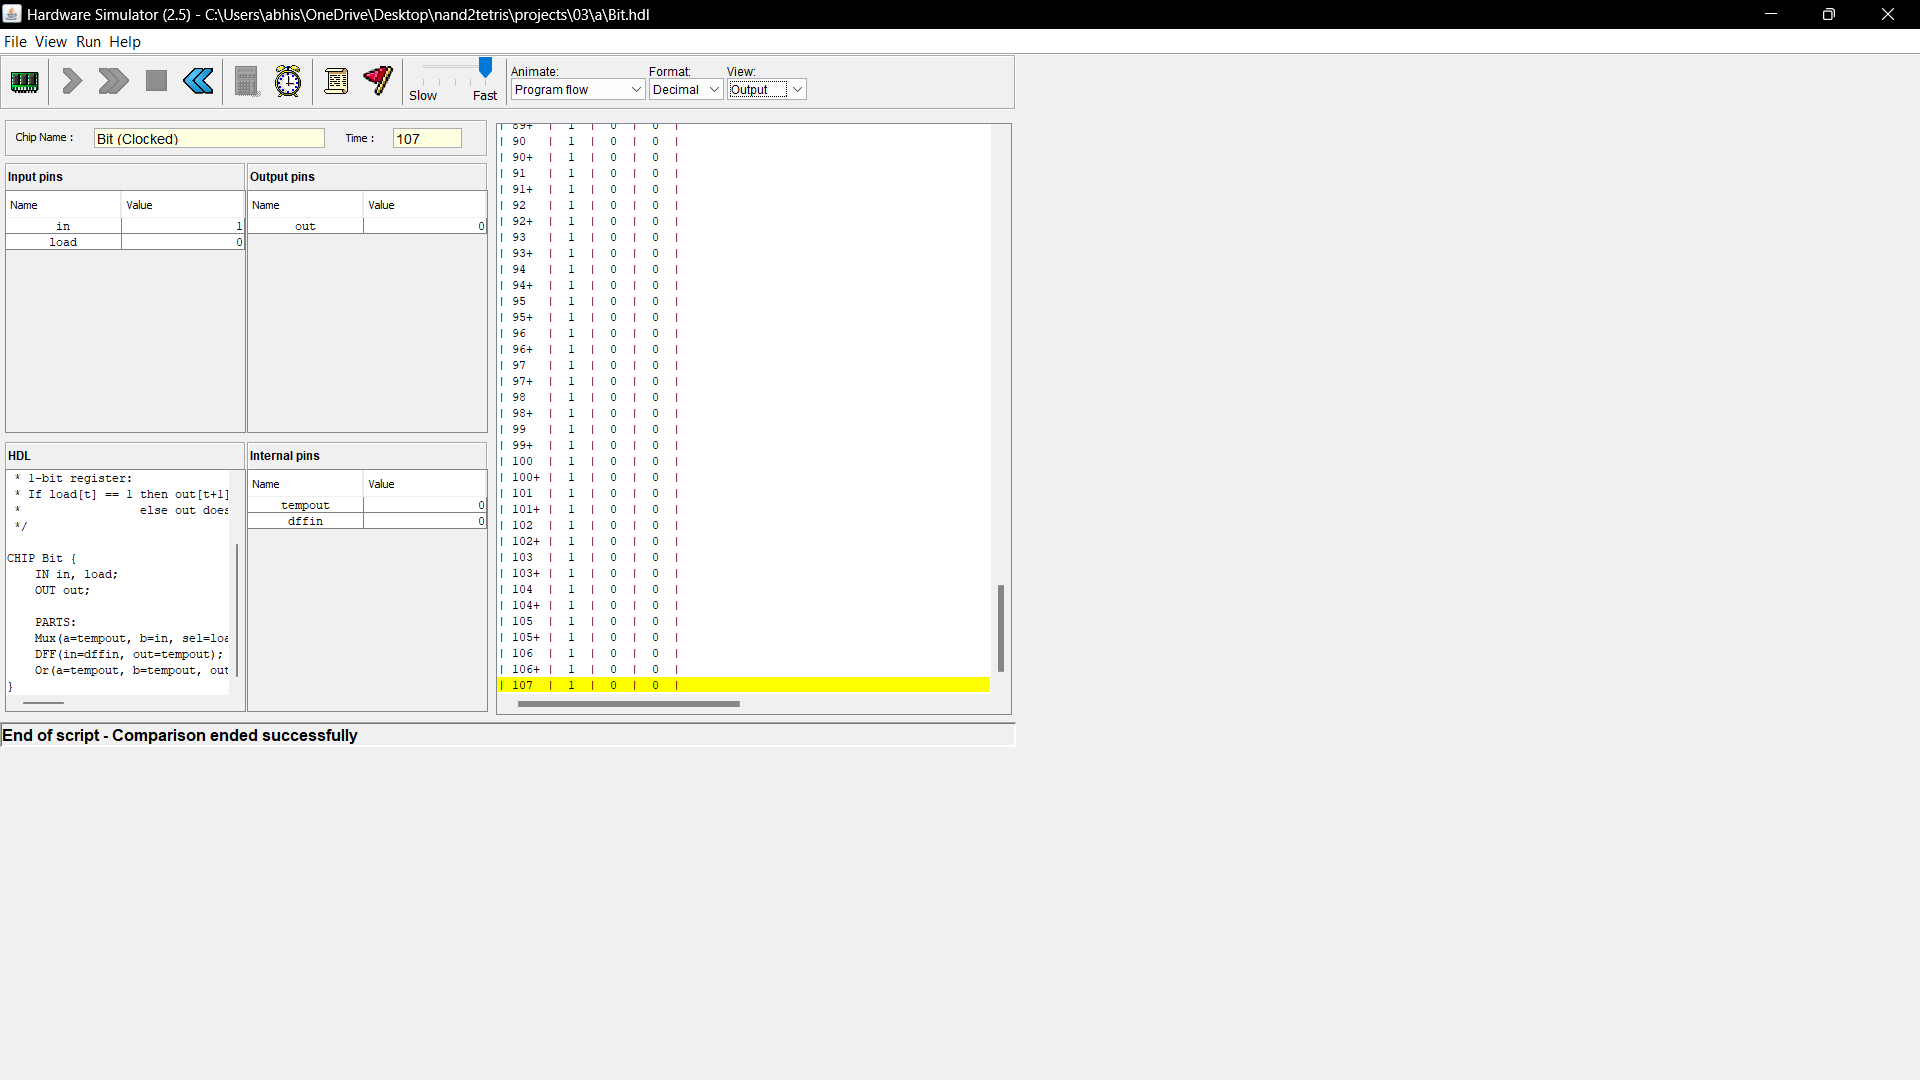 Hardware Simulator (2.5) - C:\Users\abhis\OneDrive\Desktop\nand2tetris\projects\03\a\Bit.hdl
File View Run Help
Slow Fast
Animate: Format: View:
Program flow Decimal Output
Chip Name : Bit (Clocked) Time : 107
Input pins
Name Value
in 1
load 0
Output pins
Name Value
out 0
HDL
* 1-bit register:
* If load[t] == 1 then out[t+1]
* else out does
*/
CHIP Bit {
IN in, load;
OUT out;
PARTS:
Mux(a=tempout, b=in, sel=loa
DFF(in=dffin, out=tempout);
Or(a=tempout, b=tempout, out
}
Internal pins
Name Value
tempout 0
dffin 0
| 89+ | 1 | 0 | 0 |
| 90 | 1 | 0 | 0 |
| 90+ | 1 | 0 | 0 |
| 91 | 1 | 0 | 0 |
| 91+ | 1 | 0 | 0 |
| 92 | 1 | 0 | 0 |
| 92+ | 1 | 0 | 0 |
| 93 | 1 | 0 | 0 |
| 93+ | 1 | 0 | 0 |
| 94 | 1 | 0 | 0 |
| 94+ | 1 | 0 | 0 |
| 95 | 1 | 0 | 0 |
| 95+ | 1 | 0 | 0 |
| 96 | 1 | 0 | 0 |
| 96+ | 1 | 0 | 0 |
| 97 | 1 | 0 | 0 |
| 97+ | 1 | 0 | 0 |
| 98 | 1 | 0 | 0 |
| 98+ | 1 | 0 | 0 |
| 99 | 1 | 0 | 0 |
| 99+ | 1 | 0 | 0 |
| 100 | 1 | 0 | 0 |
| 100+ | 1 | 0 | 0 |
| 101 | 1 | 0 | 0 |
| 101+ | 1 | 0 | 0 |
| 102 | 1 | 0 | 0 |
| 102+ | 1 | 0 | 0 |
| 103 | 1 | 0 | 0 |
| 103+ | 1 | 0 | 0 |
| 104 | 1 | 0 | 0 |
| 104+ | 1 | 0 | 0 |
| 105 | 1 | 0 | 0 |
| 105+ | 1 | 0 | 0 |
| 106 | 1 | 0 | 0 |
| 106+ | 1 | 0 | 0 |
| 107 | 1 | 0 | 0 |
End of script - Comparison ended successfully